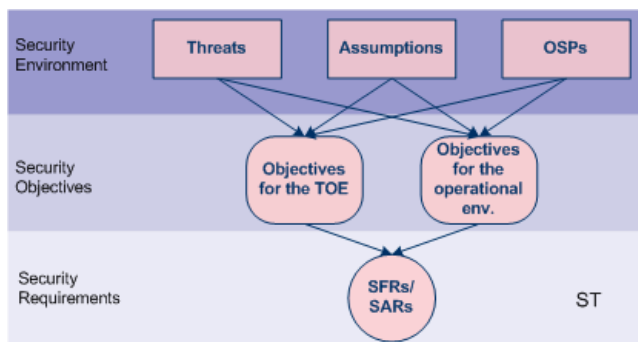 Security
Environment
Threats
Assumptions
OSPs
Security
Objectives
Objectives
for the TOE
Objectives
for the
operational
env.
Security
Requirements
SFRs/
SARs
ST